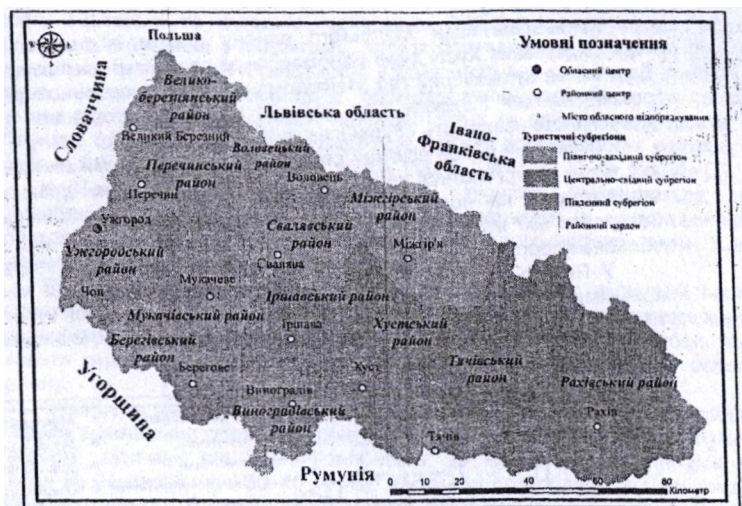 Польша
Словаччина
Львівська область
Івано-
Франківська
область
Угорщина
Румунія
Умовні позначення
Обласний центр
Районний центр
Місто обласного підпорядкування
Туристичні субрегіони
Північно-західний субрегіон
Центрально-східний субрегіон
Південний субрегіон
Районний кордон
Велико-
березнянський
район
Великий Березний
Перечинський
район
Перечин
Воловецький
район
Воловець
Міжгірський
район
Міжгір'я
Ужгород
Ужгородський
район
Чоп
Свалявський
район
Свалява
Мукачеве
Мукачівський район
Іршавський район
Іршава
Берегівський
район
Берегове
Хустський
район
Хуст
Виноградів
Виноградівський
район
Тячівський
район
Тячів
Рахівський район
Рахів
0 10 20 40 60 80
Кілометр